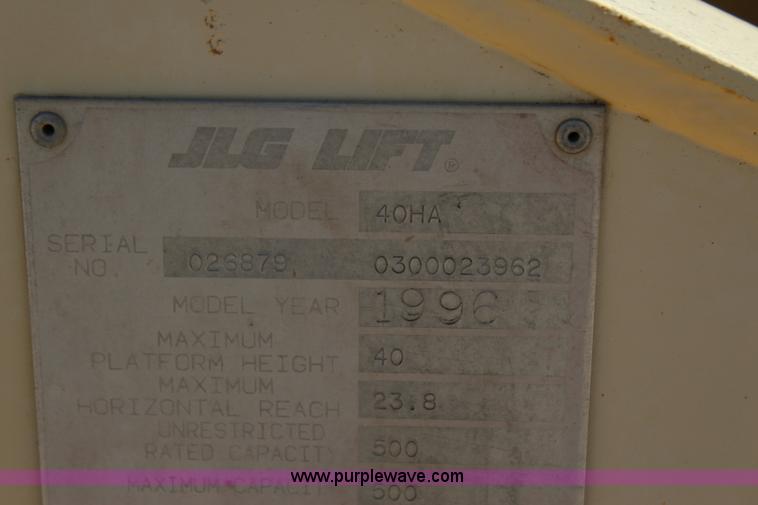 JLG LIFT®
MODEL 40HA
SERIAL NO. 026879 0300023962
MODEL YEAR 1996
MAXIMUM
PLATFORM HEIGHT 40
MAXIMUM
HORIZONTAL REACH 23.8
UNRESTRICTED
RATED CAPACITY 500
MAXIMUM CAPACITY 500
www.purplewave.com